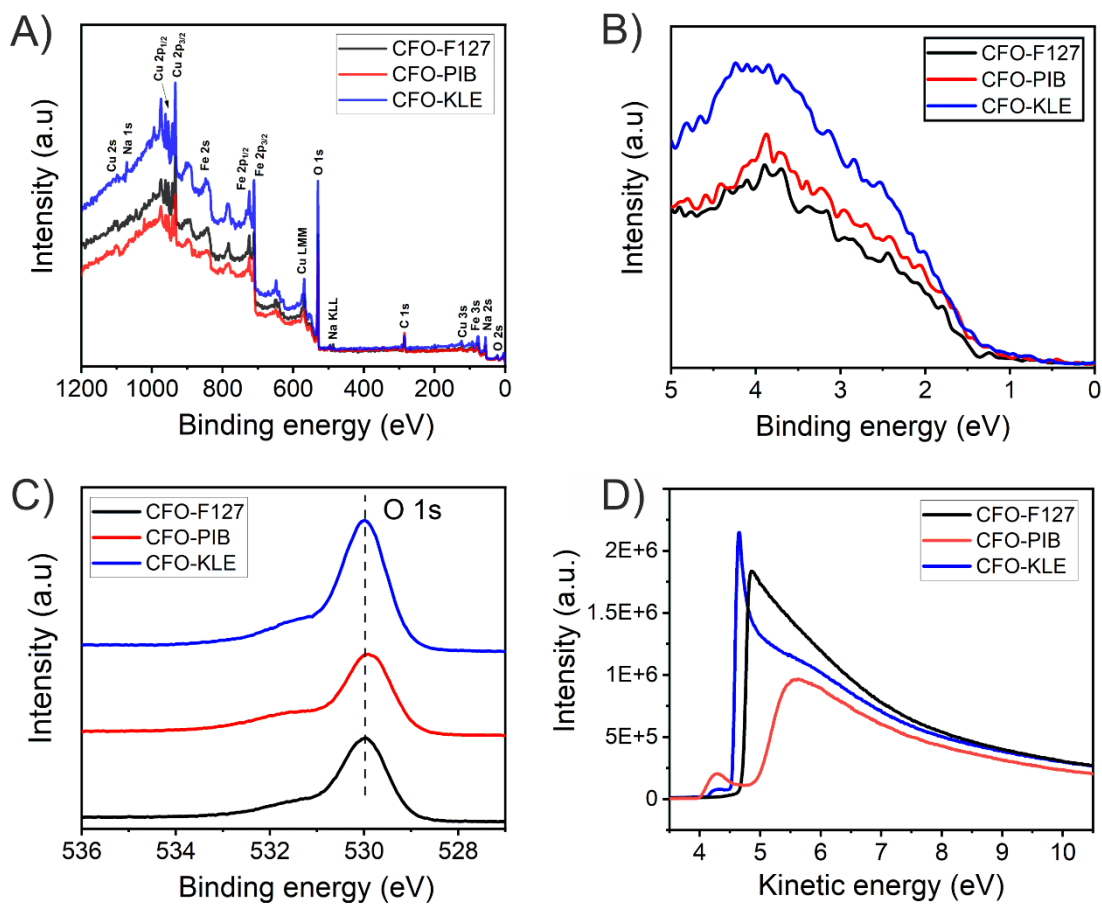 A)
Intensity (a.u)
CFO-F127
CFO-PIB
CFO-KLE
Cu 2s
Na 1s
Cu 2p1/2
Cu 2p3/2
Fe 2s
Fe 2p1/2
Fe 2p3/2
Cu LMM
O 1s
Na KLL
C 1s
Cu 3s
Fe 3s
Na 2s
O 2s
1200 1000 800 600 400 200 0
Binding energy (eV)
B)
Intensity (a.u)
CFO-F127
CFO-PIB
CFO-KLE
5 4 3 2 1 0
Binding energy (eV)
C)
Intensity (a.u)
CFO-F127
CFO-PIB
CFO-KLE
O 1s
536 534 532 530 528
Binding energy (eV)
D)
Intensity (a.u.)
CFO-F127
CFO-PIB
CFO-KLE
2E+6
1.5E+6
1E+6
5E+5
0
4 5 6 7 8 9 10
Kinetic energy (eV)